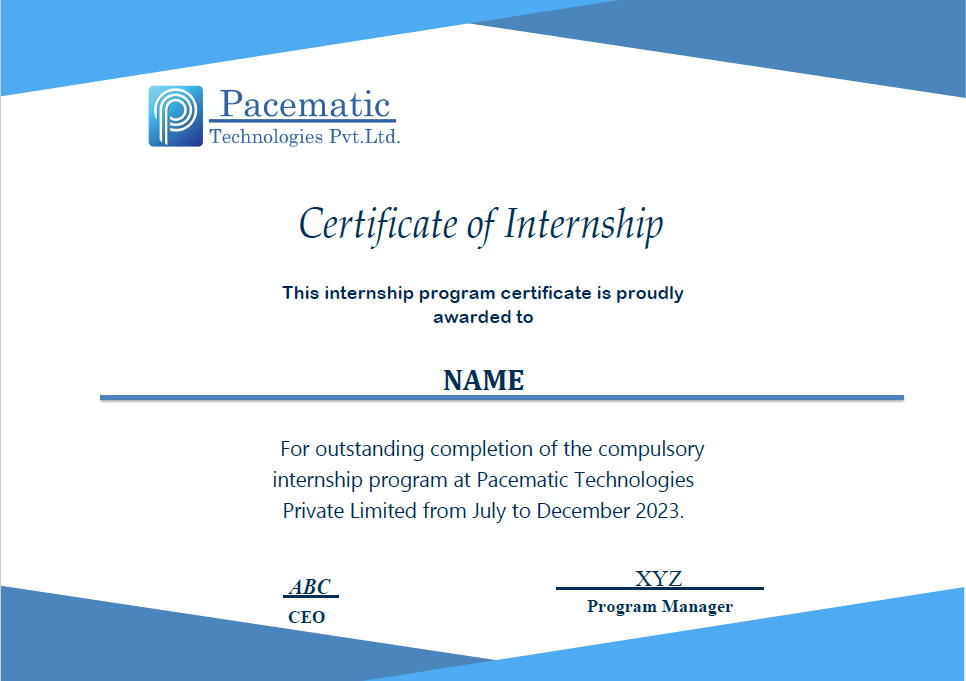 Pacematic
Technologies Pvt.Ltd.
Certificate of Internship
This internship program certificate is proudly
awarded to
NAME
For outstanding completion of the compulsory
internship program at Pacematic Technologies
Private Limited from July to December 2023.
ABC
CEO
XYZ
Program Manager